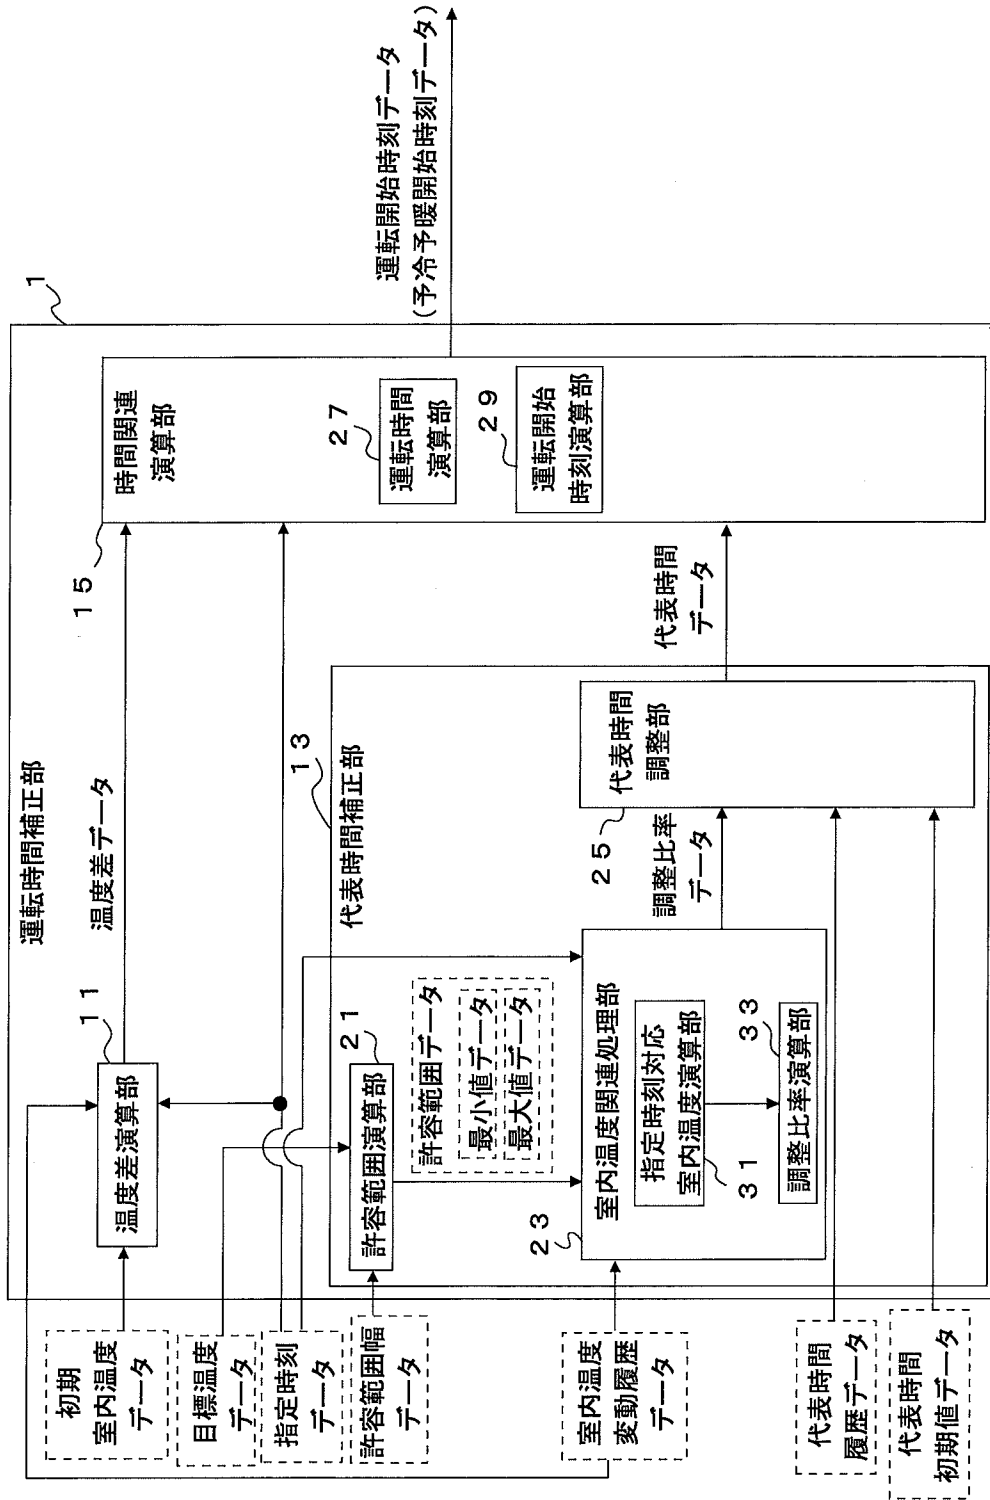 運転時間補正部
1
初期
室内温度
データ
目標温度
データ
指定時刻
データ
許容範囲幅
データ
室内温度
変動履歴
データ
代表時間
履歴データ
代表時間
初期値データ
温度差演算部
11
温度差データ
代表時間補正部
13
許容範囲演算部
21
許容範囲データ
最小値データ
最大値データ
23
室内温度関連処理部
指定時刻対応
室内温度演算部
31
調整比率演算部
33
調整比率
データ
25
代表時間
調整部
代表時間
データ
15
時間関連
演算部
27
運転時間
演算部
29
運転開始
時刻演算部
運転開始時刻データ
(予冷予暖開始時刻データ)